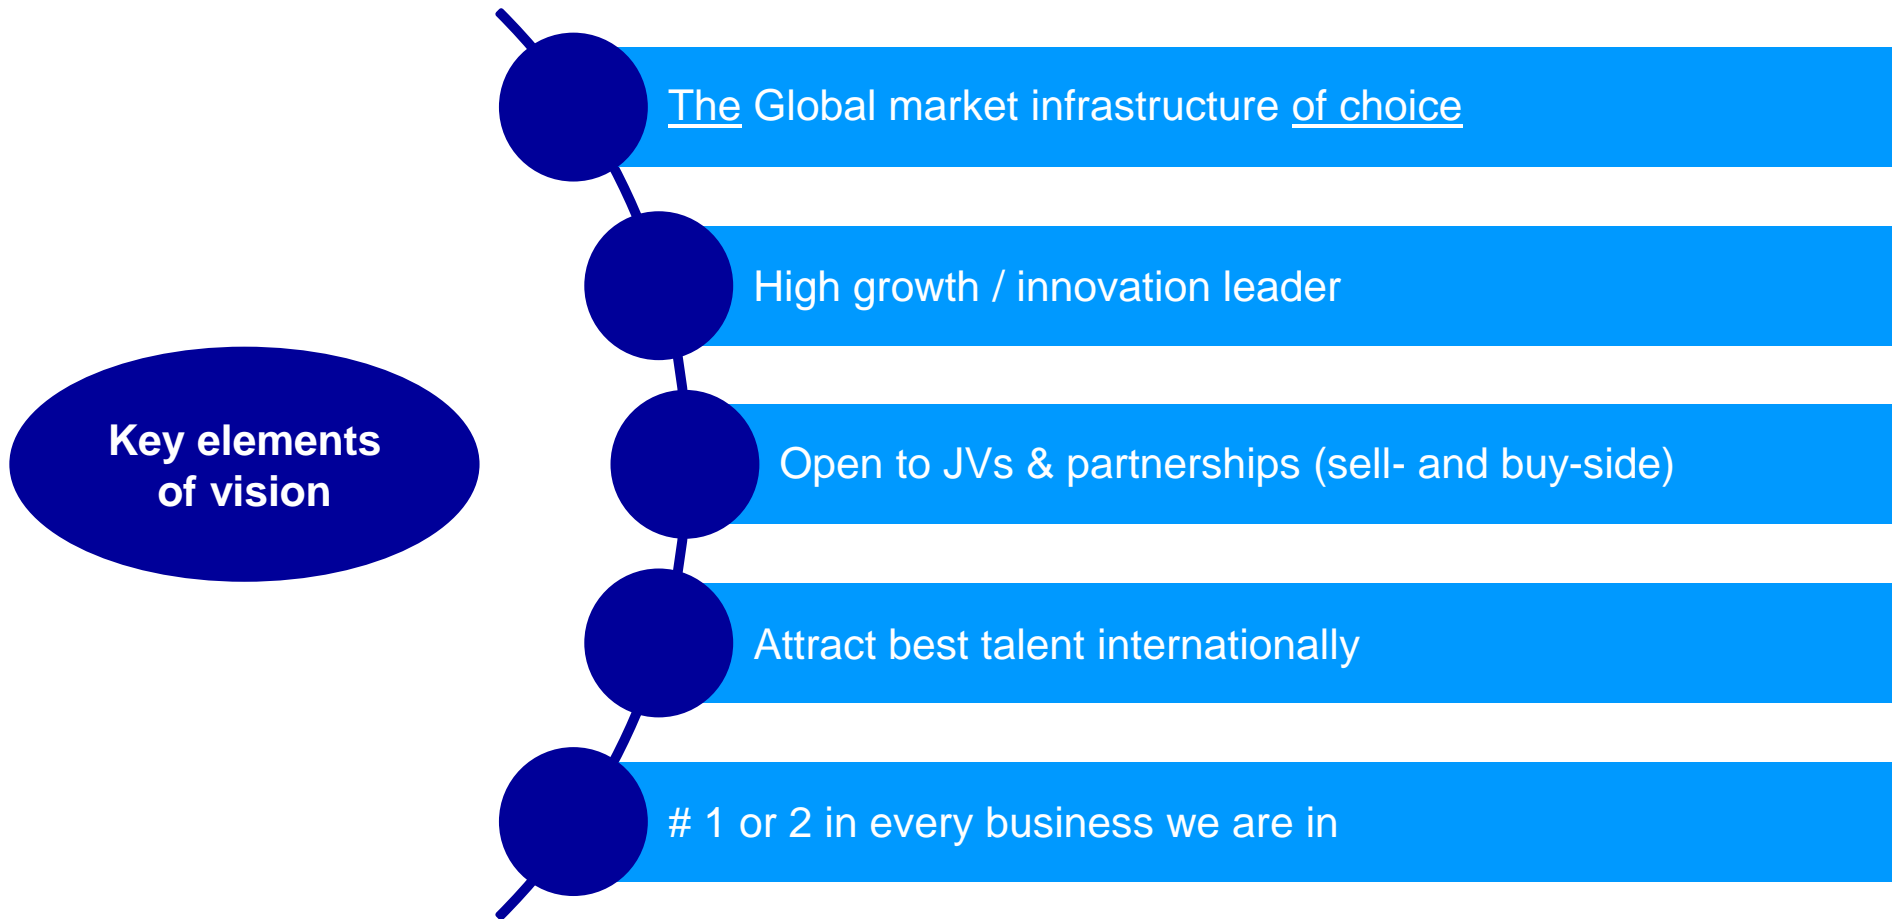 The Global market infrastructure of choice
High growth / innovation leader
Key elements
of vision
Open to JVs & partnerships (sell- and buy-side)
Attract best talent internationally
# 1 or 2 in every business we are in